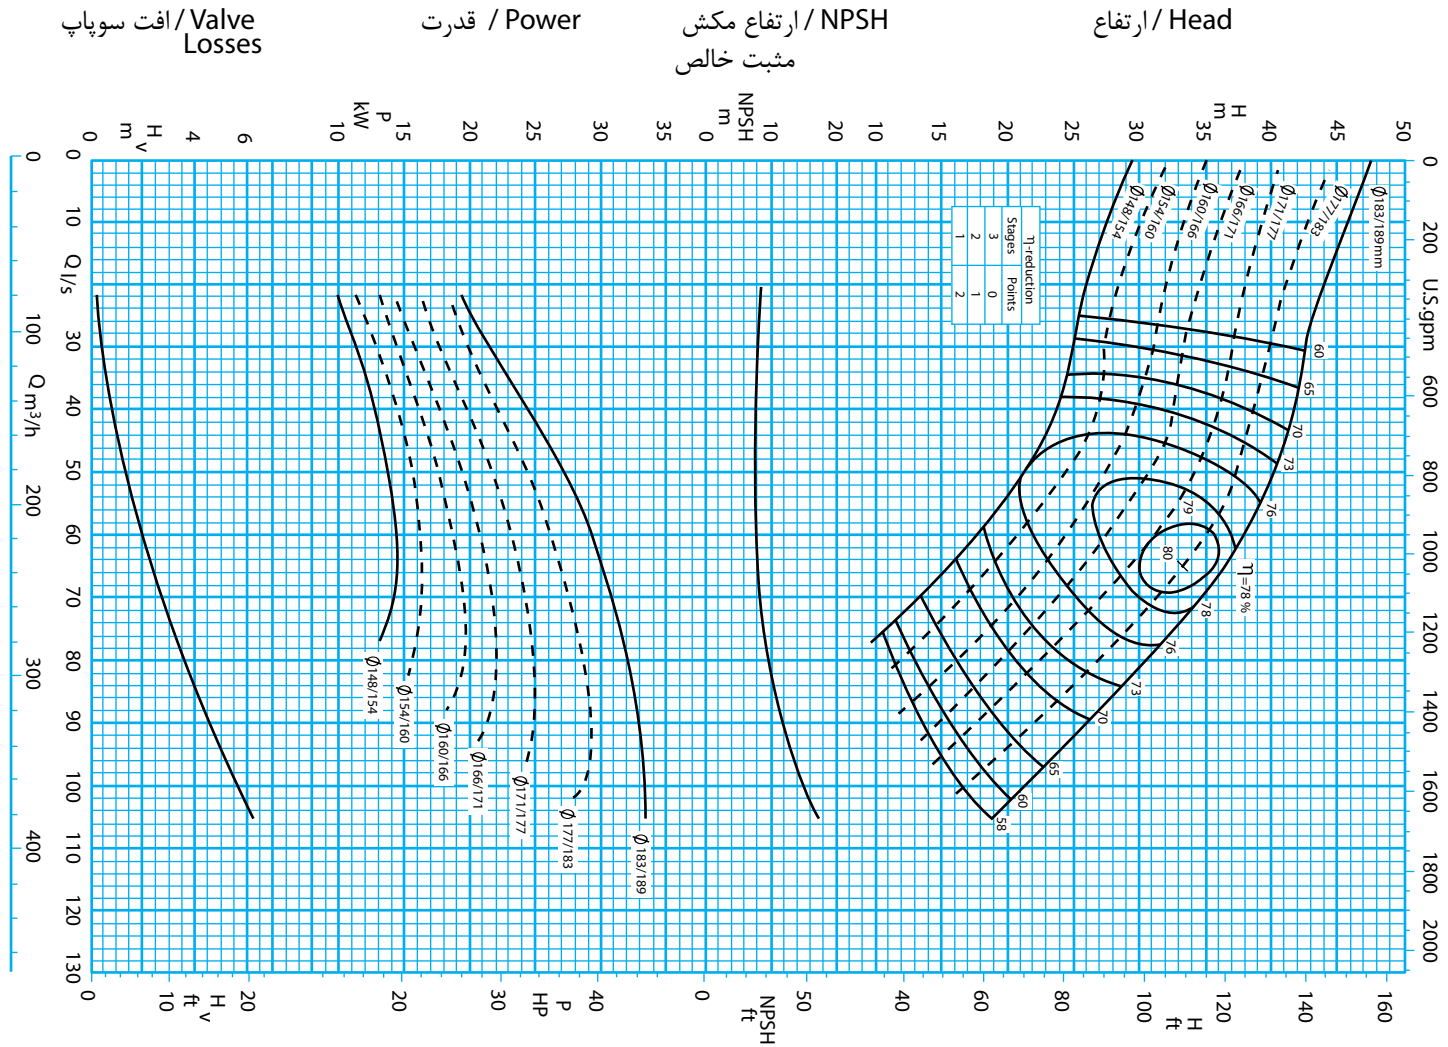 افت سوپاپ / Valve
Losses
قدرت / Power
ارتفاع مکش / NPSH
مثبت خالص
ارتفاع / Head
0 H v m 4 6
10 P kW 15 20 25 30 35
0 NPSH m 10 20
10 15 20 25 30 35 H m 40 45 50
0 100 Q m³/h 200 300 400
0 10 Q l/s 30 40 50 60 70 80 90 100 110 120 130
0 200 U.S.gpm 600 800 1000 1200 1400 1600 1800 2000
Ø148/154
Ø154/160
Ø160/166
Ø166/171
Ø171/177
Ø177/183
Ø183/189mm
η-reduction
Stages Points
3 0
2 1
1 2
60
65
70
73
76
79
80
η=78 %
78
76
73
70
65
60
58
Ø148/154
Ø154/160
Ø160/166
Ø166/171
Ø171/177
Ø177/183
Ø183/189
0 10 H v ft 20
20 30 P HP 40
0 50 NPSH ft
40 60 80 100 H ft 120 140 160